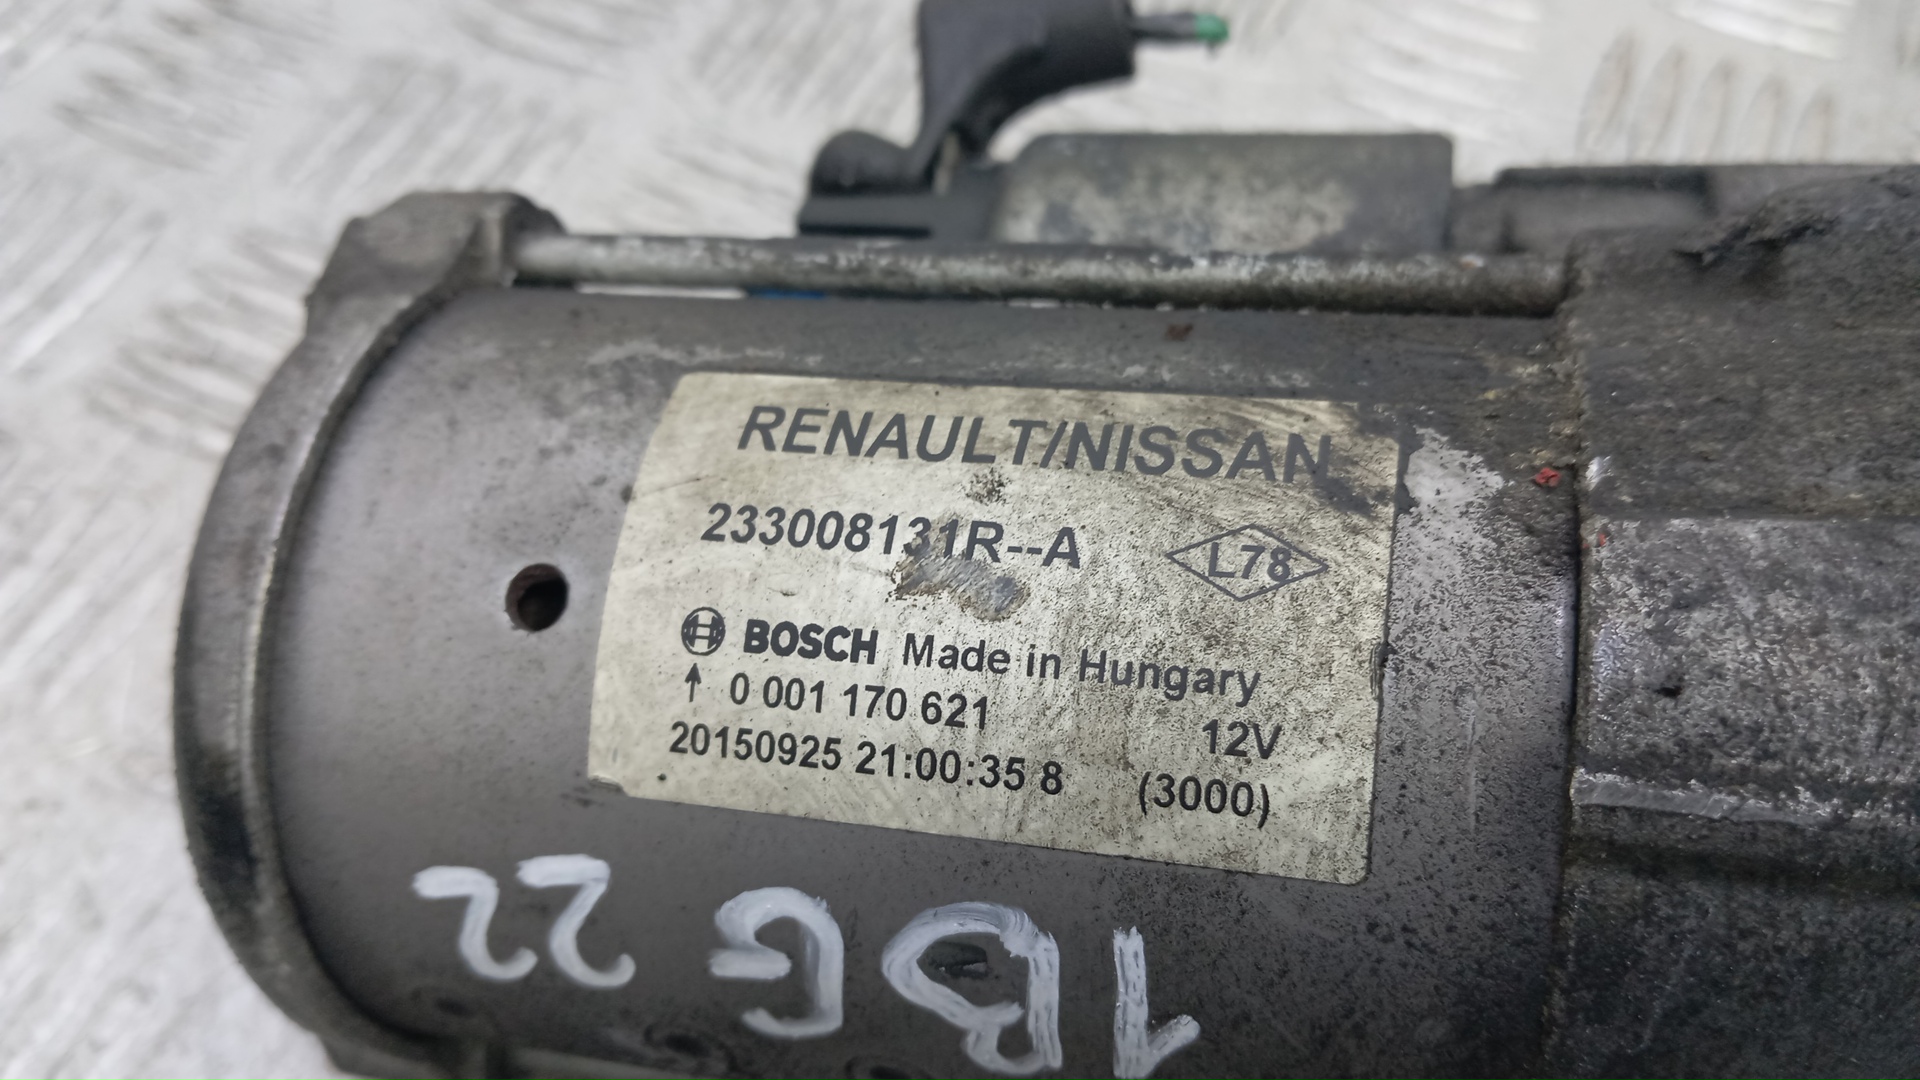 RENAULT/NISSAN
233008131R--A
L78
BOSCH Made in Hungary
↑ 0 001 170 621 12V
20150925 21:00:35 8 (3000)
1BG 22